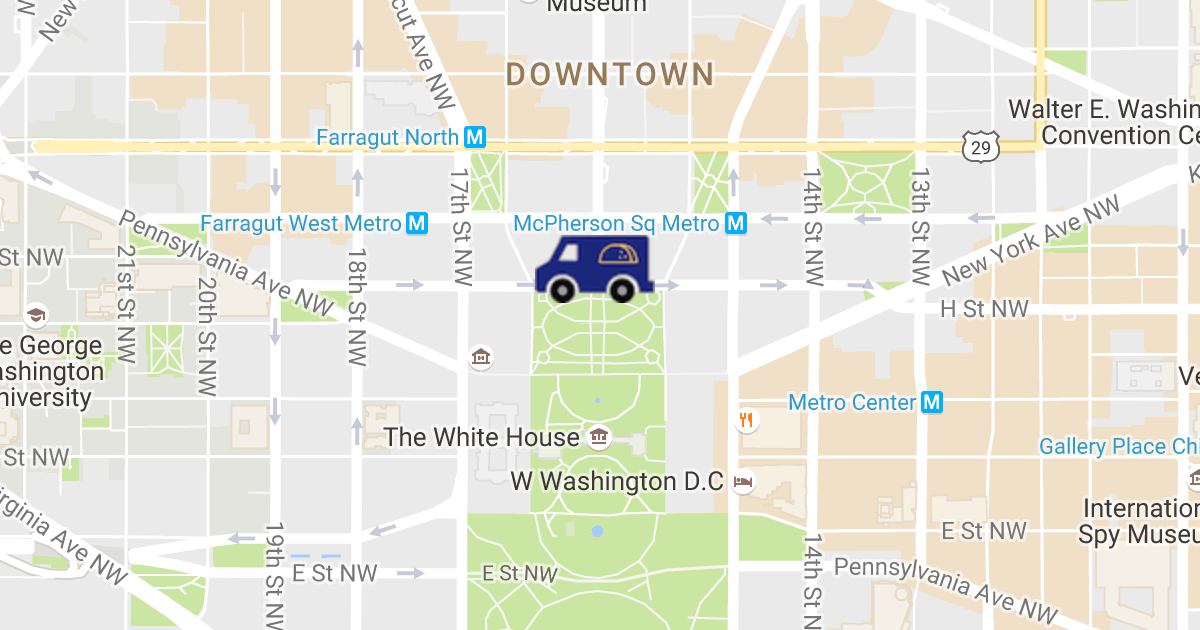 Museum
New
cut Ave NW
DOWNTOWN
Walter E. Washin
Convention Ce
Farragut North M
29
17th St NW
14th St NW
13th St NW
K
Pennsylvania Ave NW
Farragut West Metro M
McPherson Sq Metro M
New York Ave NW
St NW
21st St NW
20th St NW
18th St NW
H St NW
e George
ashington
niversity
Ve
Metro Center M
The White House
Gallery Place Chi
St NW
W Washington D.C
irginia Ave NW
Internation
Spy Museu
19th St NW
E St NW
E St NW
E St NW
14th St N
Pennsylvania Ave NW